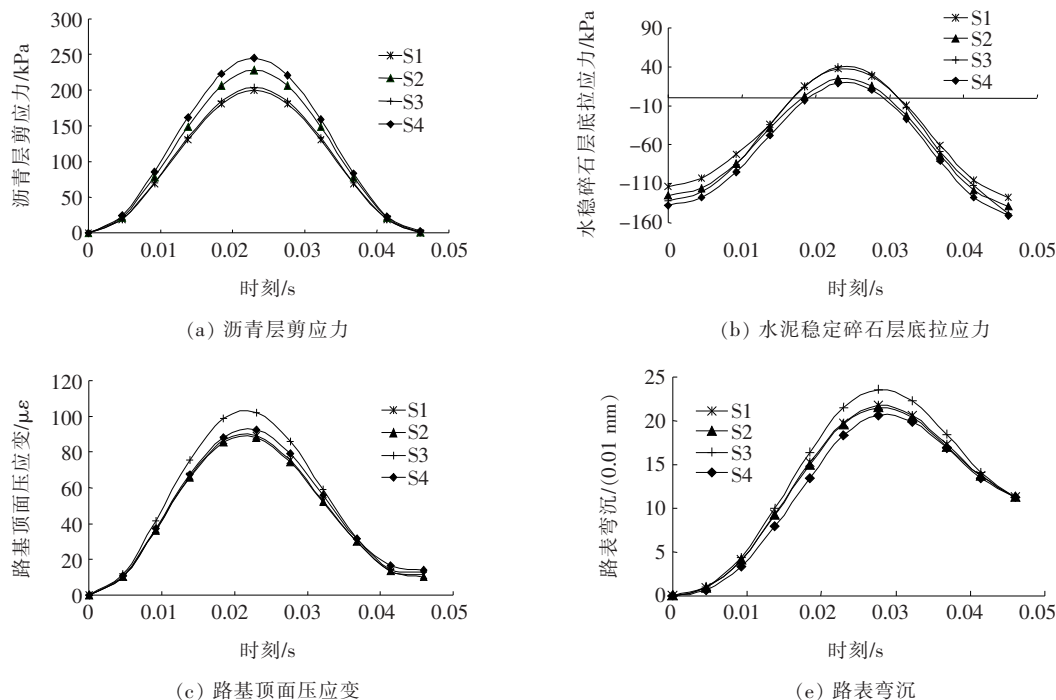 沥青层剪应力/kPa
300
250
200
150
100
50
0
0
0.01
0.02
0.03
0.04
0.05
S1
S2
S3
S4
时刻/s
(a) 沥青层剪应力
水稳碎石层底拉应力/kPa
90
40
-10
-60
-110
-160
0
0.01
0.02
0.03
0.04
0.05
S1
S2
S3
S4
时刻/s
(b) 水泥稳定碎石层底拉应力
路基顶面压应变/με
120
100
80
60
40
20
0
0
0.01
0.02
0.03
0.04
0.05
S1
S2
S3
S4
时刻/s
(c) 路基顶面压应变
路表弯沉/(0.01 mm)
25
20
15
10
5
0
0
0.01
0.02
0.03
0.04
0.05
S1
S2
S3
S4
时刻/s
(e) 路表弯沉